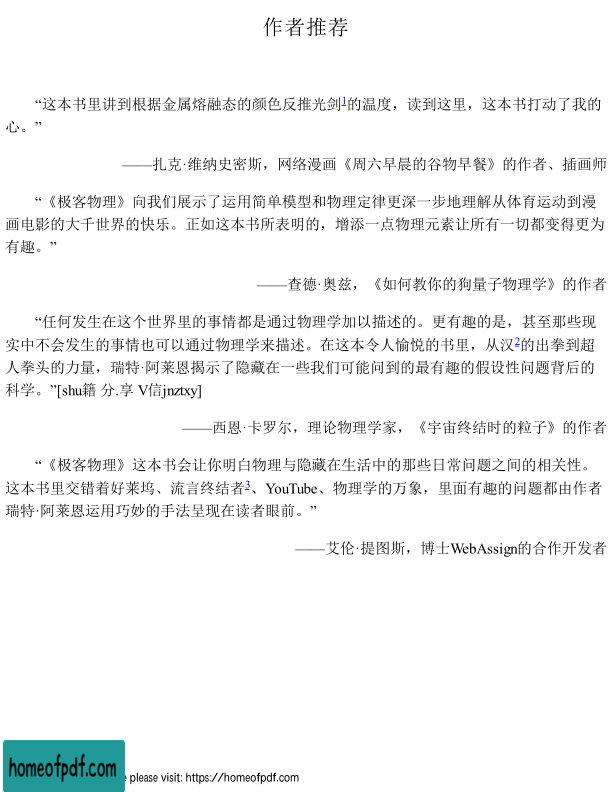 作者推荐
“这本书里讲到根据金属熔融态的颜色反推光剑1的温度，读到这里，这本书打动了我的
心。”
——扎克·维纳史密斯，网络漫画《周六早晨的谷物早餐》的作者、插画师
“《极客物理》向我们展示了运用简单模型和物理定律更深一步地理解从体育运动到漫
画电影的大千世界的快乐。正如这本书所表明的，增添一点物理元素让所有一切都变得更为
有趣。”
——查德·奥兹，《如何教你的狗量子物理学》的作者
“任何发生在这个世界里的事情都是通过物理学加以描述的。更有趣的是，甚至那些现
实中不会发生的事情也可以通过物理学来描述。在这本令人愉悦的书里，从汉2的出拳到超
人拳头的力量，瑞特·阿莱恩揭示了隐藏在一些我们可能问到的最有趣的假设性问题背后的
科学。”[shu籍 分.享 V信jnztxy]
——西恩·卡罗尔，理论物理学家，《宇宙终结时的粒子》的作者
“《极客物理》这本书会让你明白物理与隐藏在生活中的那些日常问题之间的相关性。
这本书里交错着好莱坞、流言终结者3、YouTube、物理学的万象，里面有趣的问题都由作者
瑞特·阿莱恩运用巧妙的手法呈现在读者眼前。”
——艾伦·提图斯，博士WebAssign的合作开发者
homeofpdf.com
please visit: https://homeofpdf.com